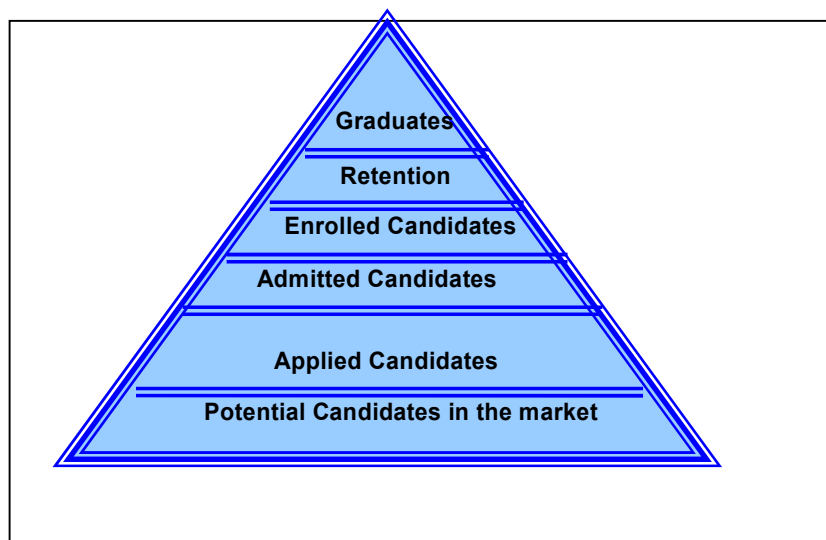 Graduates
Retention
Enrolled Candidates
Admitted Candidates
Applied Candidates
Potential Candidates in the market